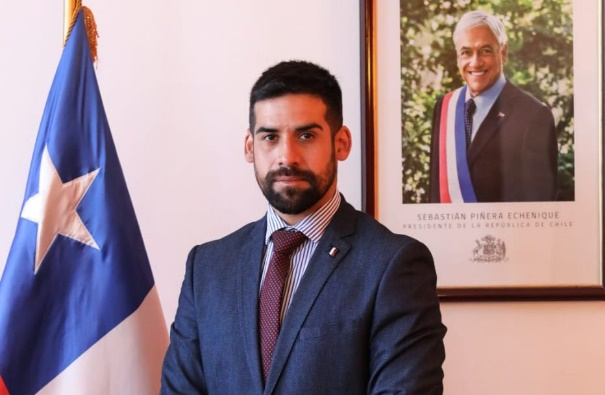 SEBASTIÁN PIÑERA ECHENIQUE
PRESIDENTE DE LA REPÚBLICA DE CHILE